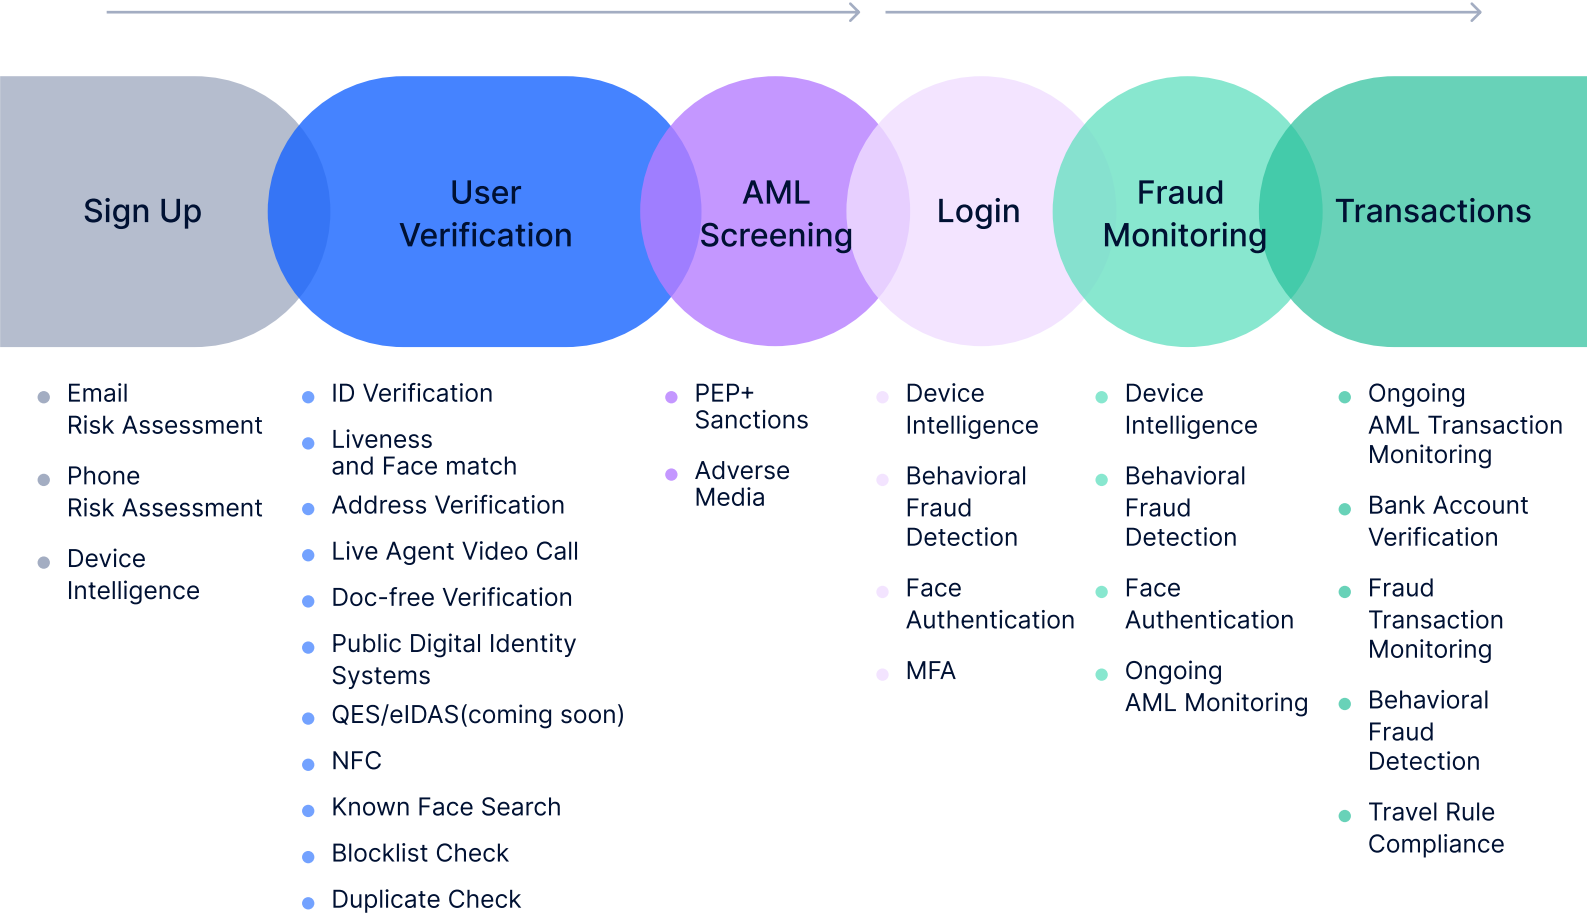 Sign Up
User
Verification
AML
Screening
Login
Fraud
Monitoring
Transactions
Email
Risk Assessment
Phone
Risk Assessment
Device
Intelligence
ID Verification
Liveness
and Face match
Address Verification
Live Agent Video Call
Doc-free Verification
Public Digital Identity
Systems
QES/eIDAS(coming soon)
NFC
Known Face Search
Blocklist Check
Duplicate Check
PEP+
Sanctions
Adverse
Media
Device
Intelligence
Behavioral
Fraud
Detection
Face
Authentication
MFA
Device
Intelligence
Behavioral
Fraud
Detection
Face
Authentication
Ongoing
AML Monitoring
Ongoing
AML Transaction
Monitoring
Bank Account
Verification
Fraud
Transaction
Monitoring
Behavioral
Fraud
Detection
Travel Rule
Compliance